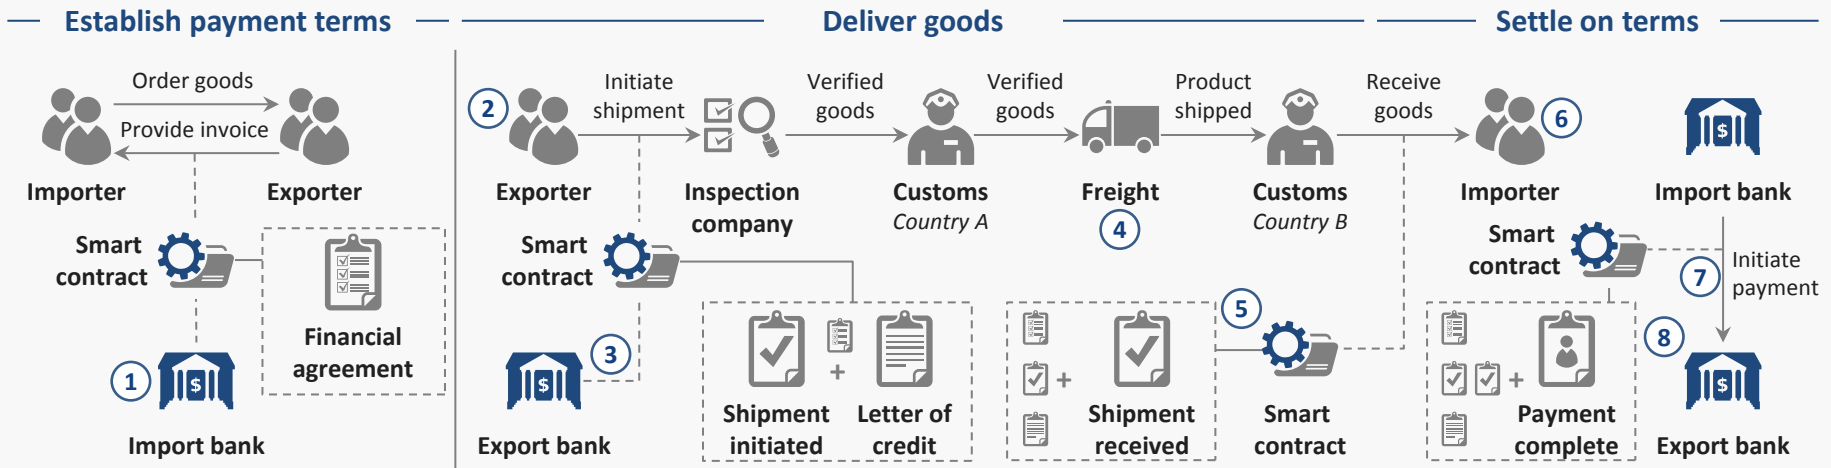 Establish payment terms
Deliver goods
Settle on terms
Order goods
Provide invoice
Importer
Exporter
Smart
contract
Financial
agreement
1
$
Import bank
2
Initiate
shipment
Verified
goods
Verified
goods
Product
shipped
Receive
goods
6
Exporter
Inspection
company
Customs
Country A
Freight
4
Customs
Country B
Importer
Smart
contract
3
$
Export bank
Shipment
initiated
+
Letter of
credit
+
Shipment
received
5
Smart
contract
$
Import bank
Smart
contract
7
Initiate
payment
+
Payment
complete
8
$
Export bank